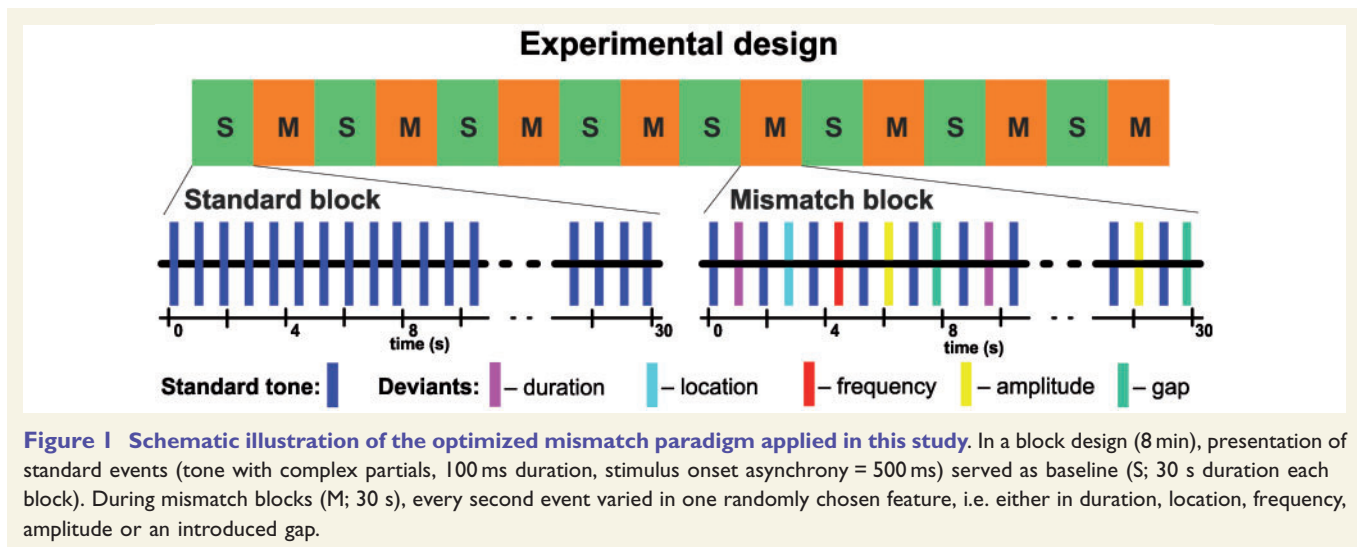 Experimental design
S M S M S M S M S M S M S M S M
Standard block
Mismatch block
0 4 8 30
time (s)
0 4 8 30
time (s)
Standard tone: Deviants: – duration – location – frequency – amplitude – gap
Figure 1 Schematic illustration of the optimized mismatch paradigm applied in this study. In a block design (8 min), presentation of
standard events (tone with complex partials, 100 ms duration, stimulus onset asynchrony = 500 ms) served as baseline (S; 30 s duration each
block). During mismatch blocks (M; 30 s), every second event varied in one randomly chosen feature, i.e. either in duration, location, frequency,
amplitude or an introduced gap.